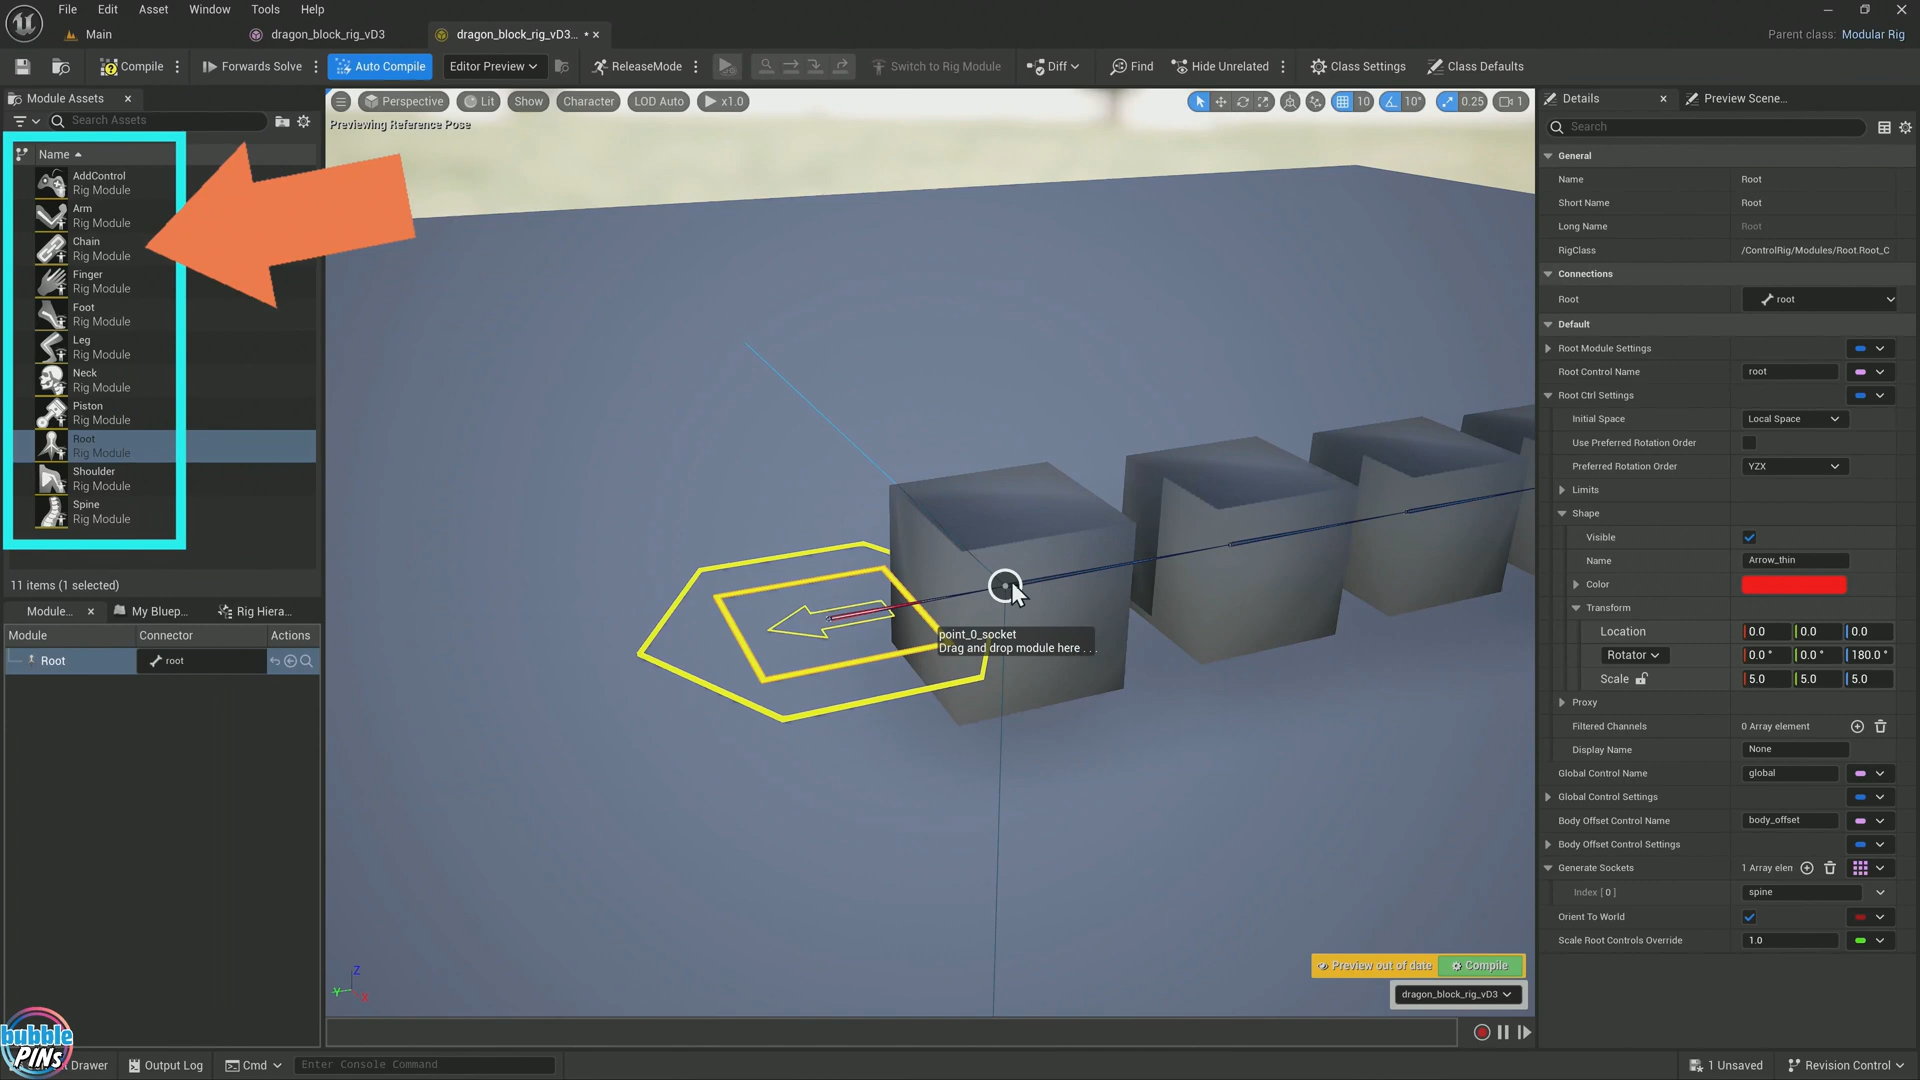 File Edit Asset Window Tools Help
Main
dragon_block_rig_vD3
dragon_block_rig_vD3... *
Parent class: Modular Rig
Compile
Forwards Solve
Auto Compile
Editor Preview
ReleaseMode
Switch to Rig Module
Diff
Find
Hide Unrelated
Class Settings
Class Defaults
Module Assets
Search Assets
Name
AddControl
Rig Module
Arm
Rig Module
Chain
Rig Module
Finger
Rig Module
Foot
Rig Module
Leg
Rig Module
Neck
Rig Module
Piston
Rig Module
Root
Rig Module
Shoulder
Rig Module
Spine
Rig Module
11 items (1 selected)
Module...
My Bluep...
Rig Hiera...
Module Connector Actions
Root root
Perspective Lit Show Character LOD Auto x1.0
10 10° 0.25 1
Previewing Reference Pose
point_0_socket
Drag and drop module here . . .
Z
Y
X
Preview out of date Compile
dragon_block_rig_vD3
Details
Preview Scene...
Search
General
Name Root
Short Name Root
Long Name Root
RigClass /ControlRig/Modules/Root.Root_C
Connections
Root root
Default
Root Module Settings
Root Control Name root
Root Ctrl Settings
Initial Space Local Space
Use Preferred Rotation Order
Preferred Rotation Order YZX
Limits
Shape
Visible
Name Arrow_thin
Color
Transform
Location 0.0 0.0 0.0
Rotator 0.0 ° 0.0 ° 180.0 °
Scale 5.0 5.0 5.0
Proxy
Filtered Channels 0 Array element
Display Name None
Global Control Name global
Global Control Settings
Body Offset Control Name body_offset
Body Offset Control Settings
Generate Sockets 1 Array elen
Index [ 0 ] spine
Orient To World
Scale Root Controls Override 1.0
bubble
PINS
Drawer
Output Log
Cmd
Enter Console Command
1 Unsaved
Revision Control